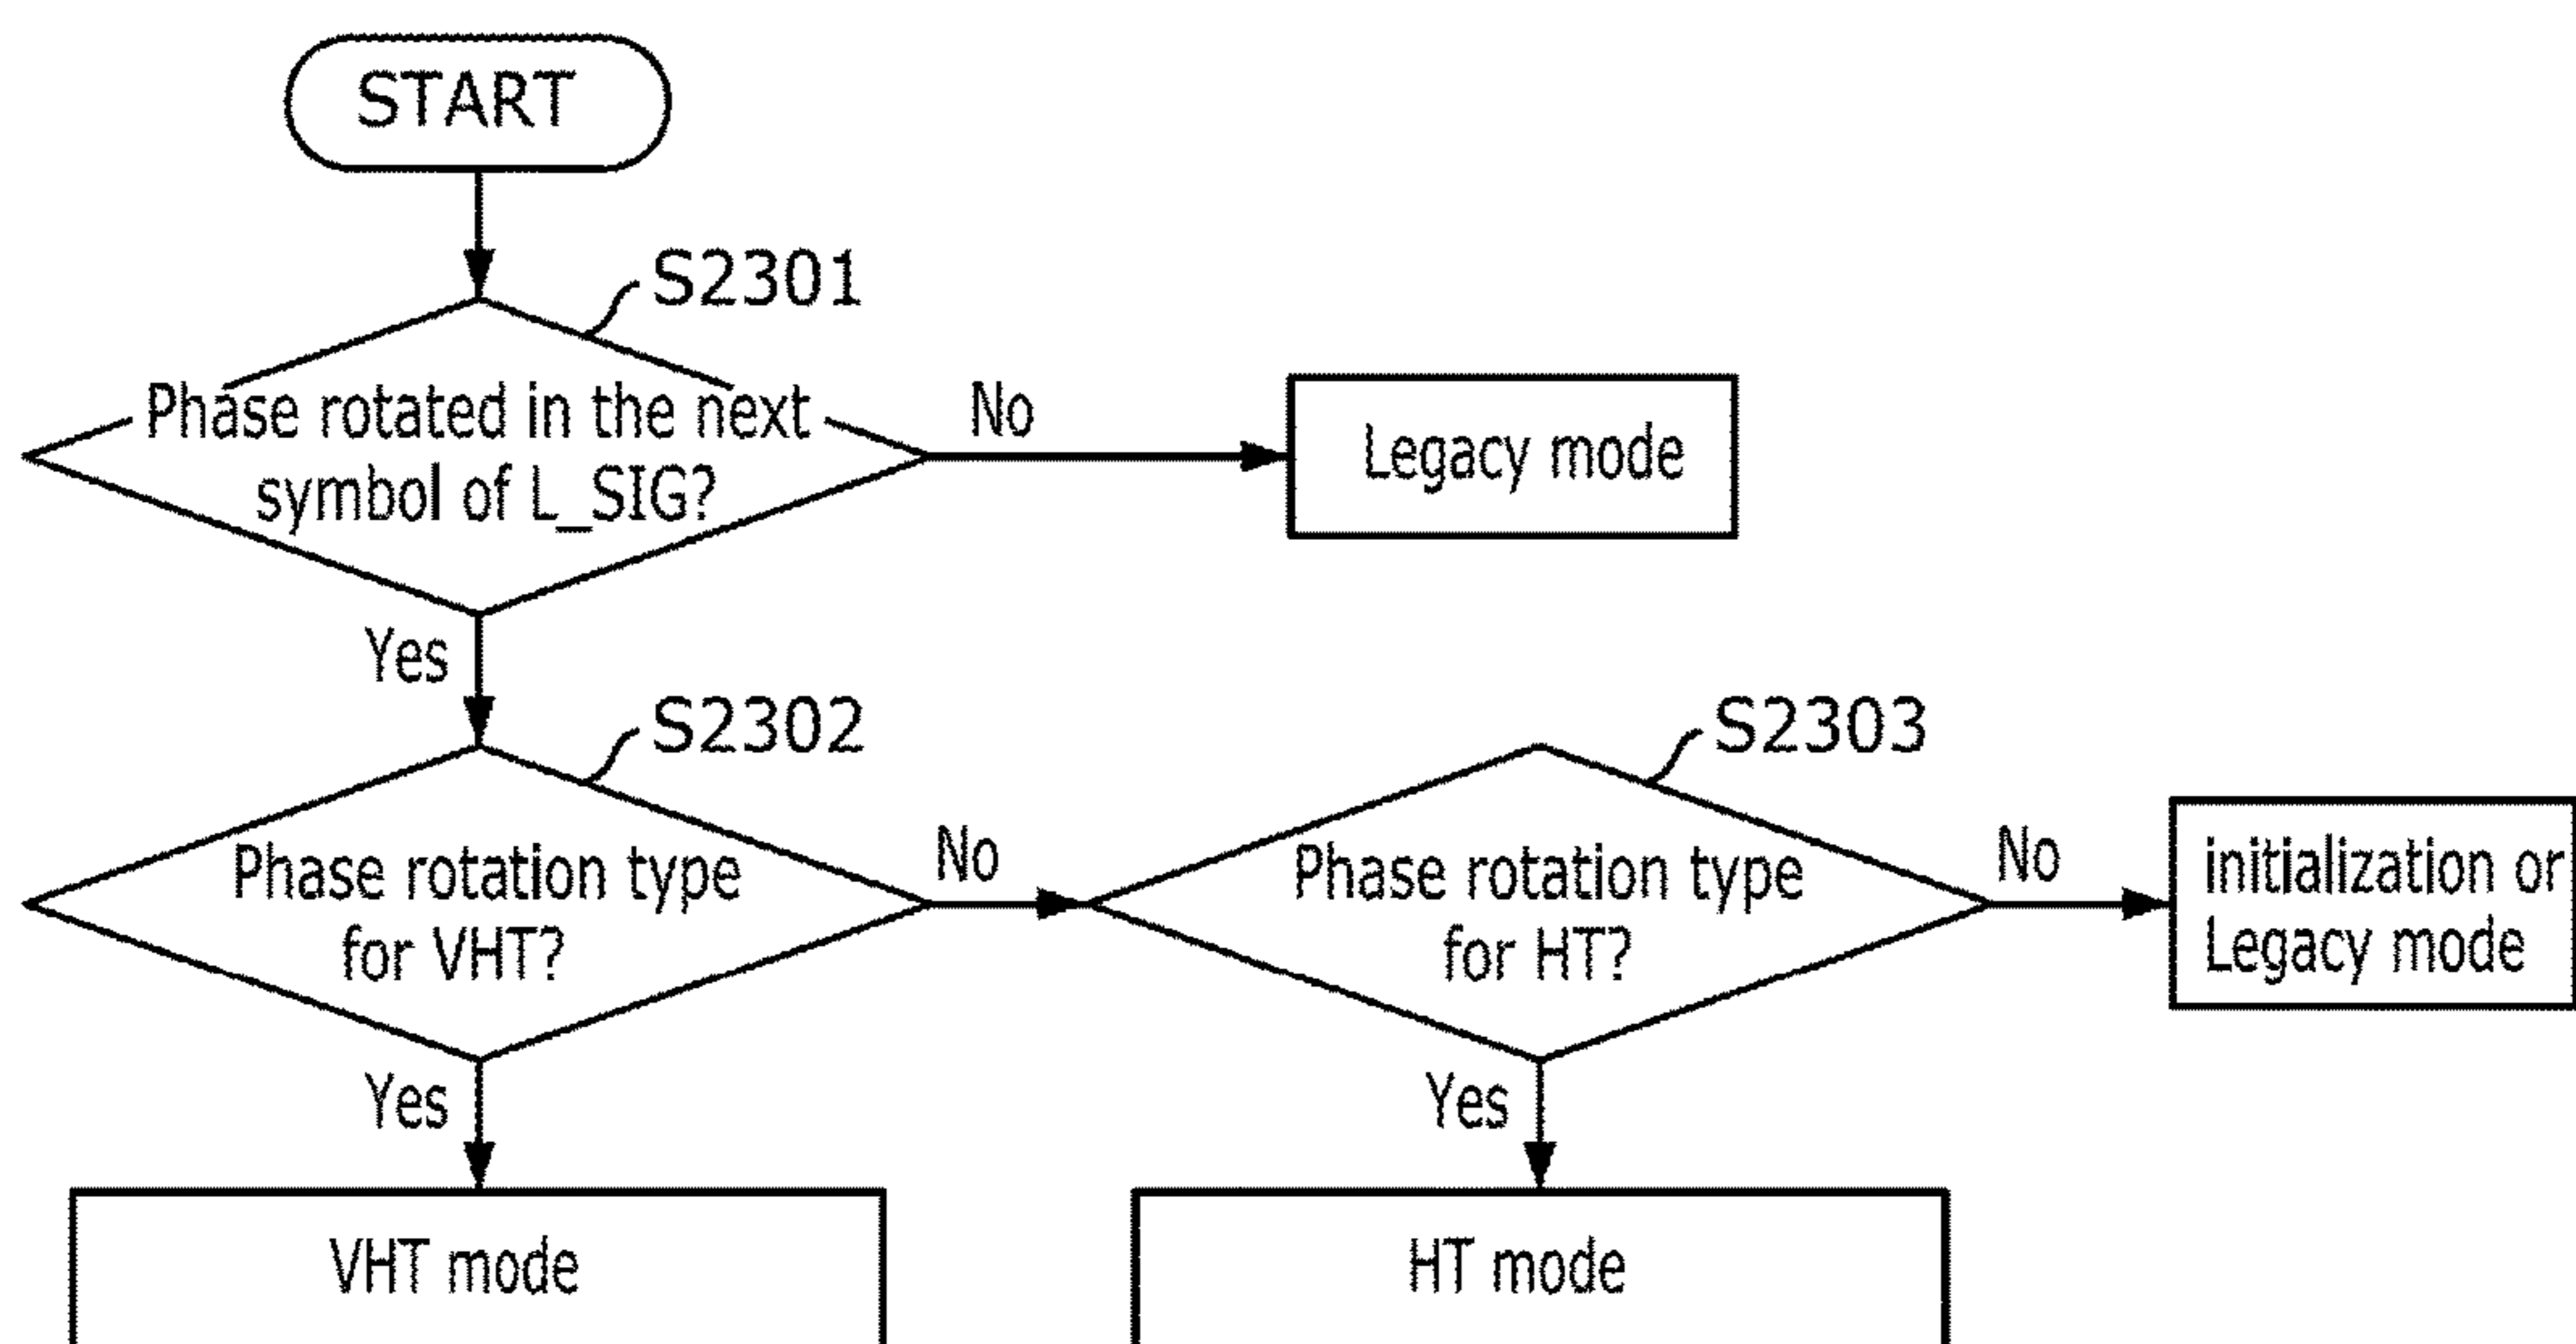 START
S2301
Phase rotated in the next
symbol of L_SIG?
No
Legacy mode
Yes
S2302
Phase rotation type
for VHT?
No
S2303
Phase rotation type
for HT?
No
initialization or
Legacy mode
Yes
Yes
VHT mode
HT mode